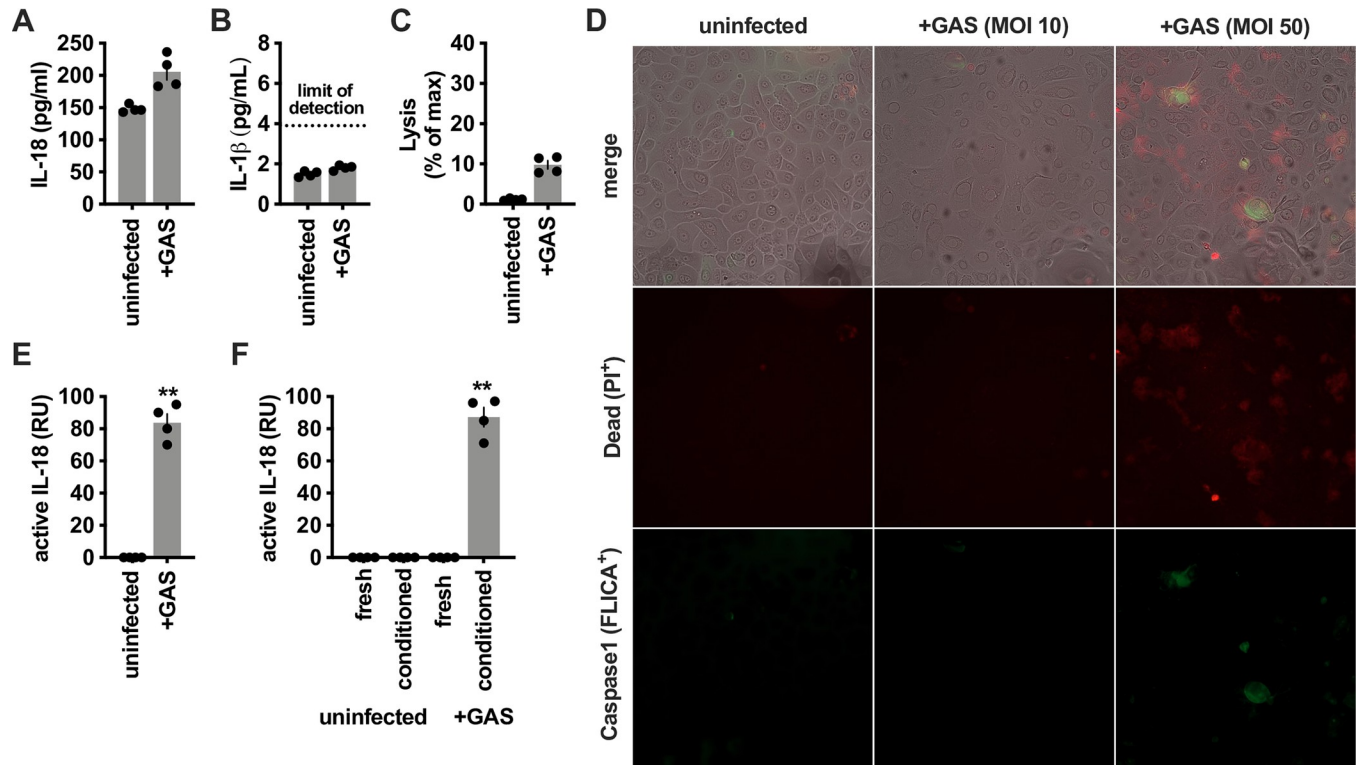 A
IL-18 (pg/ml)
250
200
150
100
50
0
uninfected
+GAS
B
IL-1β (pg/mL)
8
6
4
2
0
limit of
detection
uninfected
+GAS
C
Lysis
(% of max)
40
30
20
10
0
uninfected
+GAS
D
uninfected
+GAS (MOI 10)
+GAS (MOI 50)
merge
Dead (PI⁺)
Caspase1 (FLICA⁺)
E
active IL-18 (RU)
100
80
60
40
20
0
**
uninfected
+GAS
F
active IL-18 (RU)
100
80
60
40
20
0
**
fresh
conditioned
fresh
conditioned
uninfected
+GAS